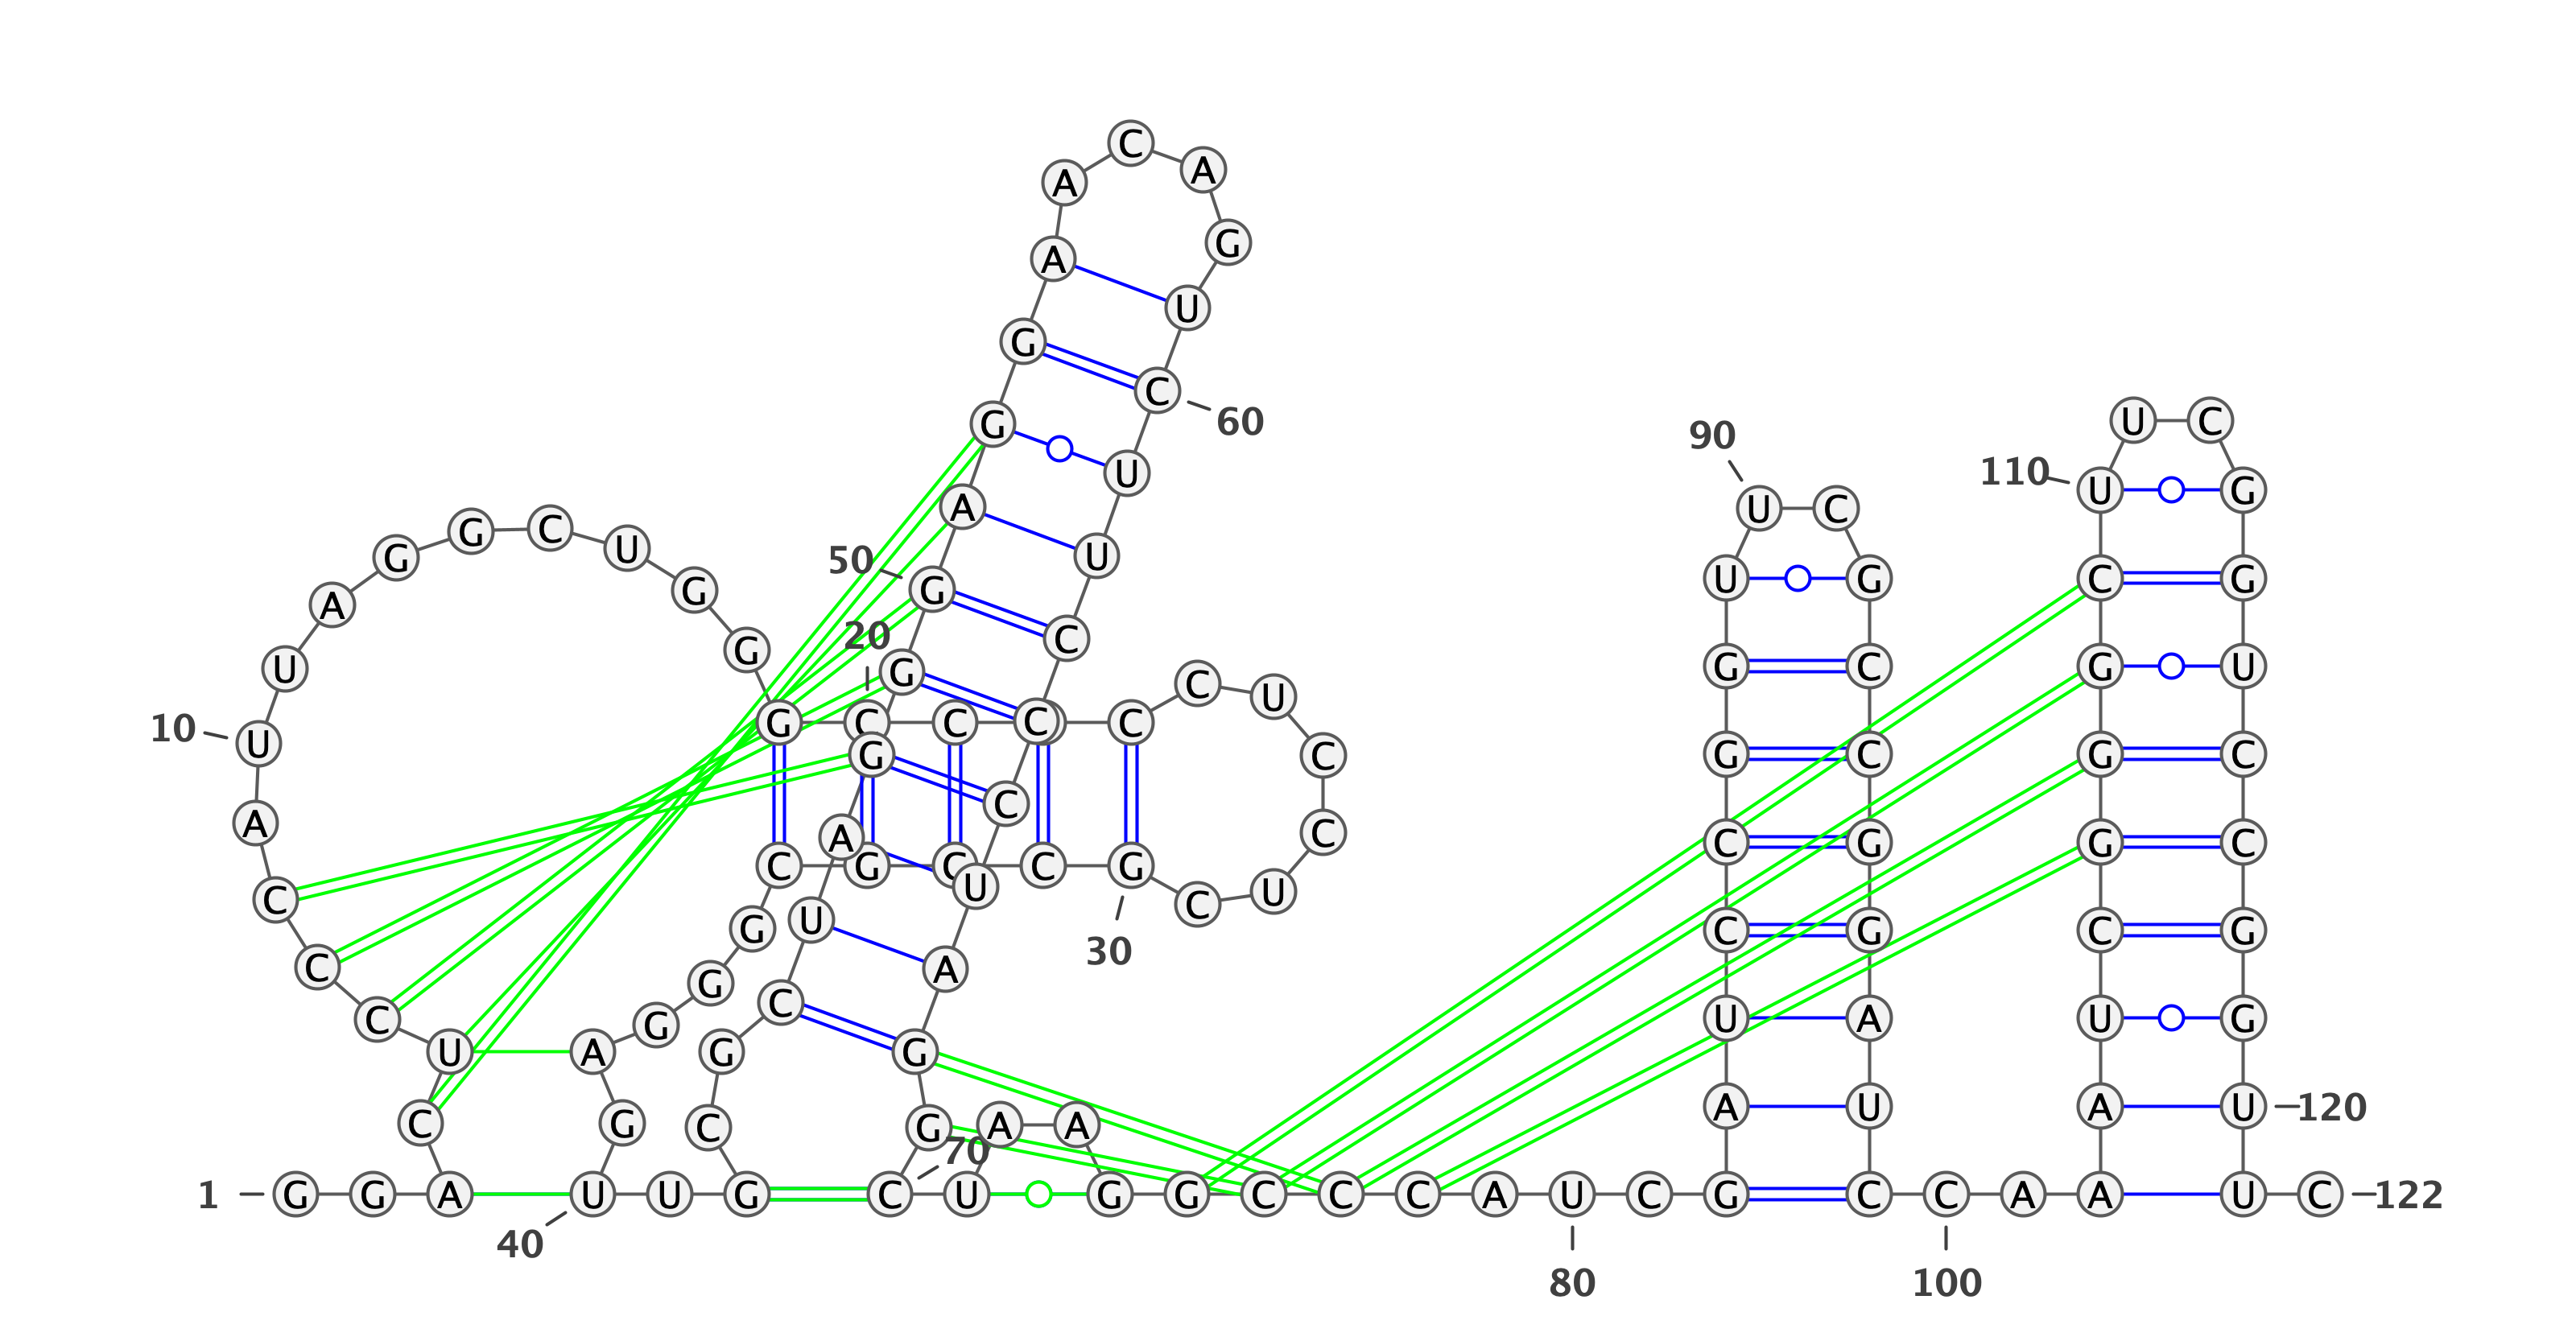 C
A A
G
A
U
G
C
60 G U C
90
110 U U G
A U C
G C
G U U
50 U G C G
G G
A
20 C
G
U G C G C G U
U
G C C C C
10 U
G C G C G C
C
A A C C G G C
C G C C G
C U U C
G U C G C G
30
C G A
C C U A U G
G
U A G G
A U A U 120
C G C G A A
70
1 G G A U U G C U G G C C C A U C G C C A A U C 122
40
80 100